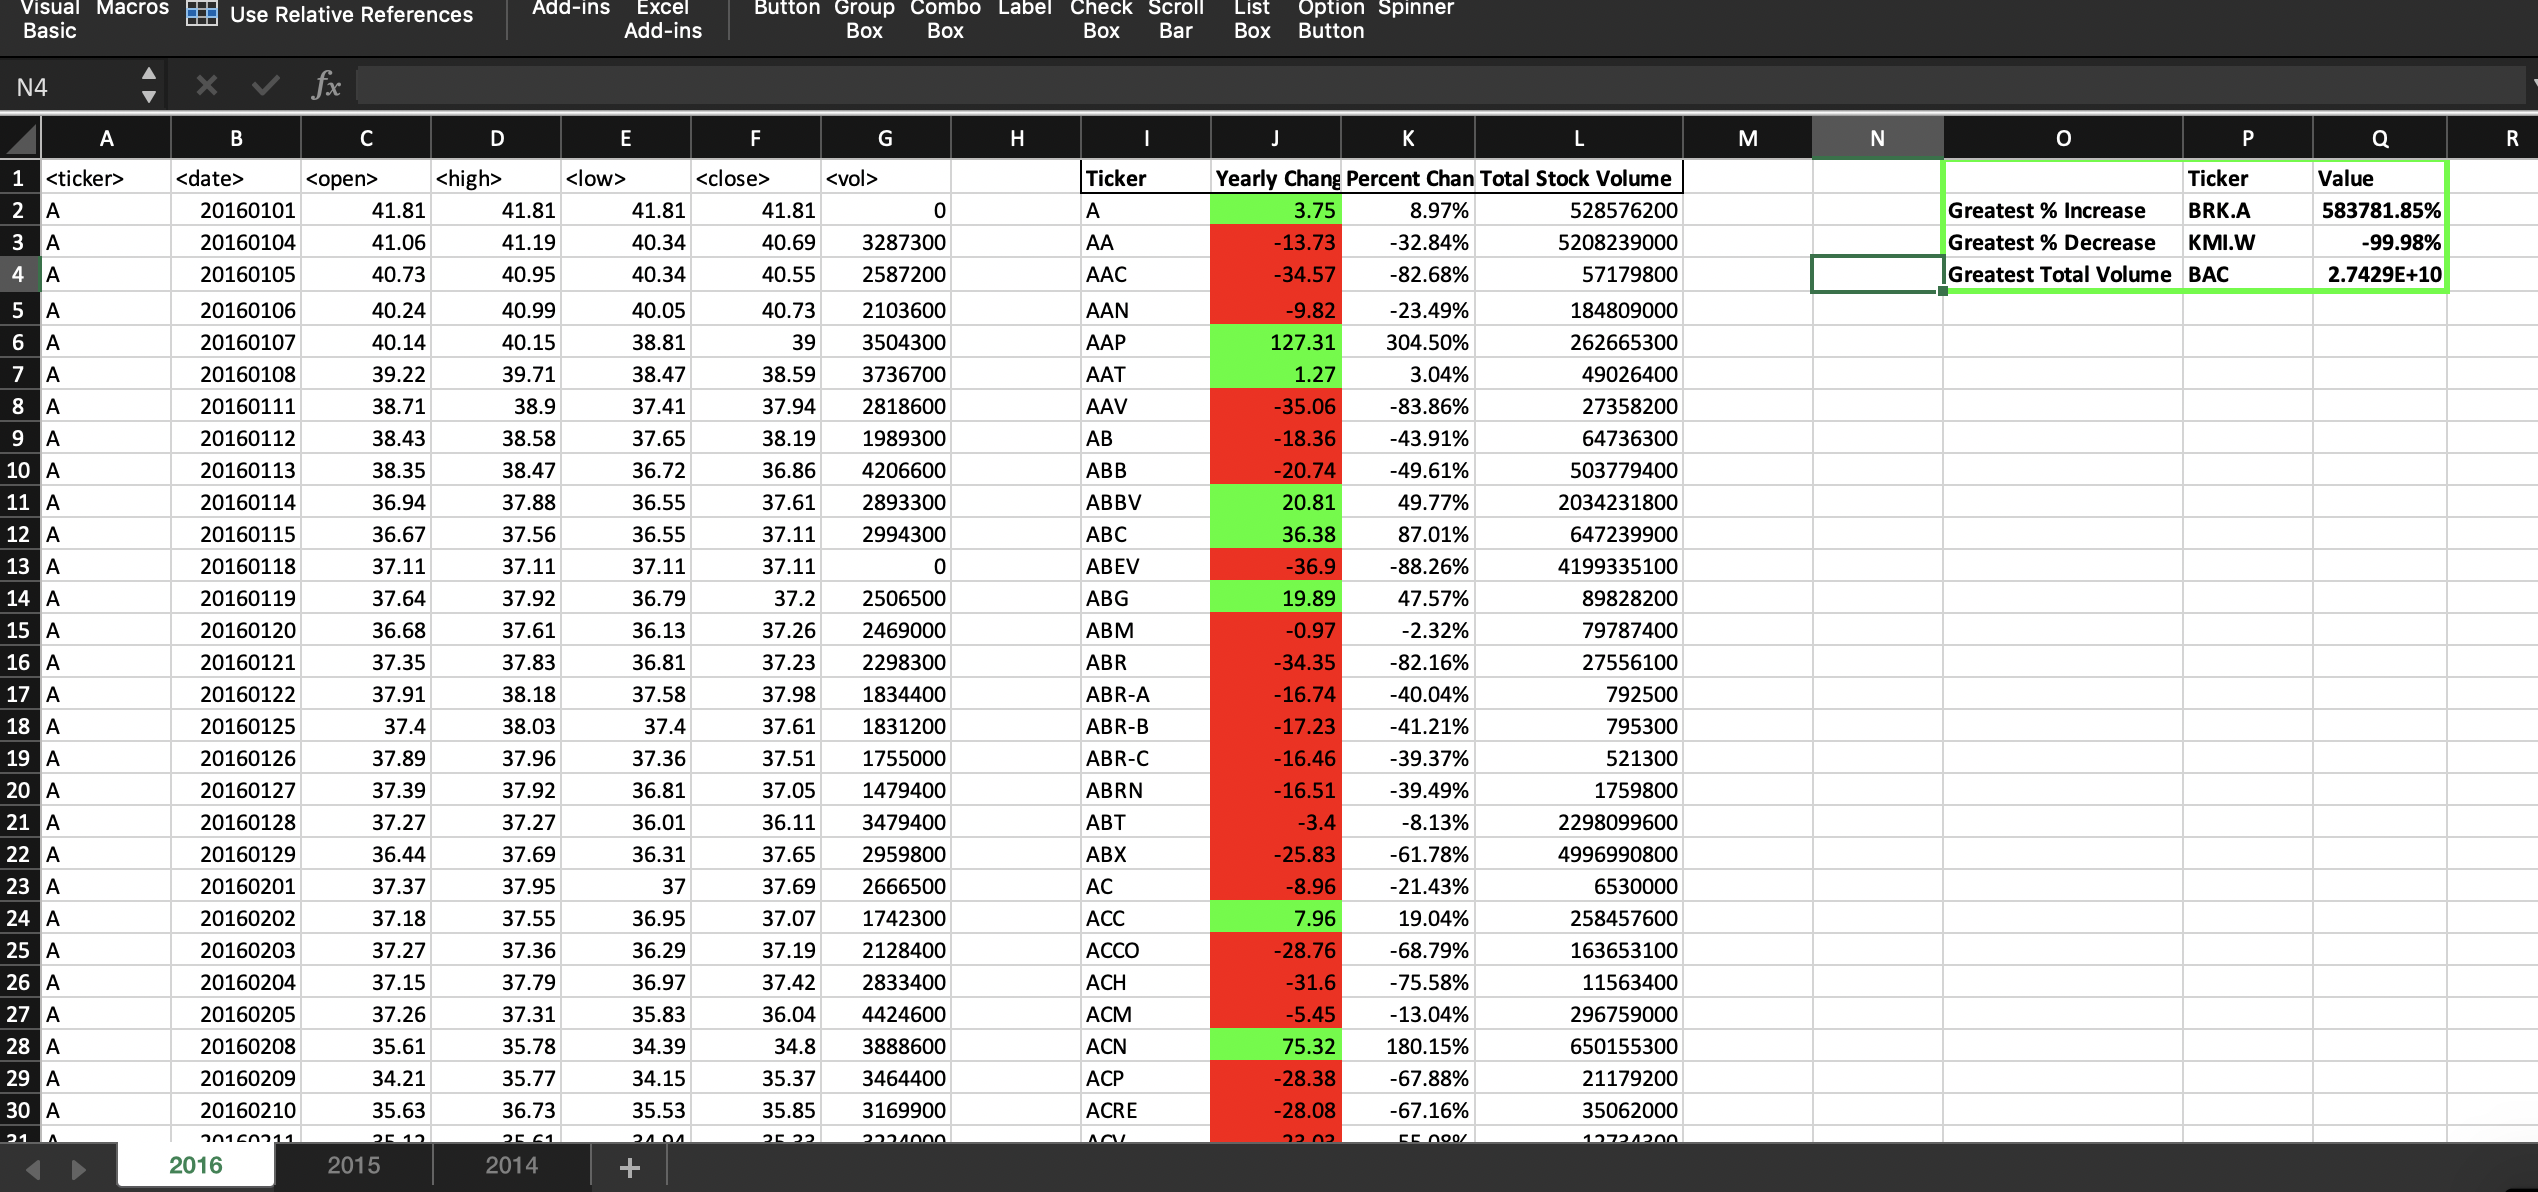 Visual Basic Macros Use Relative References Add-ins Excel Add-ins Button Group Box Combo Box Label Check Box Scroll Bar List Box Option Button Spinner
N4 fx
A B C D E F G H I J K L M N O P Q R
1 <ticker> <date> <open> <high> <low> <close> <vol> Ticker Yearly Chang Percent Chan Total Stock Volume Ticker Value
2 A 20160101 41.81 41.81 41.81 41.81 0 A 3.75 8.97% 528576200 Greatest % Increase BRK.A 583781.85%
3 A 20160104 41.06 41.19 40.34 40.69 3287300 AA -13.73 -32.84% 5208239000 Greatest % Decrease KMI.W -99.98%
4 A 20160105 40.73 40.95 40.34 40.55 2587200 AAC -34.57 -82.68% 57179800 Greatest Total Volume BAC 2.7429E+10
5 A 20160106 40.24 40.99 40.05 40.73 2103600 AAN -9.82 -23.49% 184809000
6 A 20160107 40.14 40.15 38.81 39 3504300 AAP 127.31 304.50% 262665300
7 A 20160108 39.22 39.71 38.47 38.59 3736700 AAT 1.27 3.04% 49026400
8 A 20160111 38.71 38.9 37.41 37.94 2818600 AAV -35.06 -83.86% 27358200
9 A 20160112 38.43 38.58 37.65 38.19 1989300 AB -18.36 -43.91% 64736300
10 A 20160113 38.35 38.47 36.72 36.86 4206600 ABB -20.74 -49.61% 503779400
11 A 20160114 36.94 37.88 36.55 37.61 2893300 ABBV 20.81 49.77% 2034231800
12 A 20160115 36.67 37.56 36.55 37.11 2994300 ABC 36.38 87.01% 647239900
13 A 20160118 37.11 37.11 37.11 37.11 0 ABEV -36.9 -88.26% 4199335100
14 A 20160119 37.64 37.92 36.79 37.2 2506500 ABG 19.89 47.57% 89828200
15 A 20160120 36.68 37.61 36.13 37.26 2469000 ABM -0.97 -2.32% 79787400
16 A 20160121 37.35 37.83 36.81 37.23 2298300 ABR -34.35 -82.16% 27556100
17 A 20160122 37.91 38.18 37.58 37.98 1834400 ABR-A -16.74 -40.04% 792500
18 A 20160125 37.4 38.03 37.4 37.61 1831200 ABR-B -17.23 -41.21% 795300
19 A 20160126 37.89 37.96 37.36 37.51 1755000 ABR-C -16.46 -39.37% 521300
20 A 20160127 37.39 37.92 36.81 37.05 1479400 ABRN -16.51 -39.49% 1759800
21 A 20160128 37.27 37.27 36.01 36.11 3479400 ABT -3.4 -8.13% 2298099600
22 A 20160129 36.44 37.69 36.31 37.65 2959800 ABX -25.83 -61.78% 4996990800
23 A 20160201 37.37 37.95 37 37.69 2666500 AC -8.96 -21.43% 6530000
24 A 20160202 37.18 37.55 36.95 37.07 1742300 ACC 7.96 19.04% 258457600
25 A 20160203 37.27 37.36 36.29 37.19 2128400 ACCO -28.76 -68.79% 163653100
26 A 20160204 37.15 37.79 36.97 37.42 2833400 ACH -31.6 -75.58% 11563400
27 A 20160205 37.26 37.31 35.83 36.04 4424600 ACM -5.45 -13.04% 296759000
28 A 20160208 35.61 35.78 34.39 34.8 3888600 ACN 75.32 180.15% 650155300
29 A 20160209 34.21 35.77 34.15 35.37 3464400 ACP -28.38 -67.88% 21179200
30 A 20160210 35.63 36.73 35.53 35.85 3169900 ACRE -28.08 -67.16% 35062000
31 A 20160211
2016 2015 2014 +